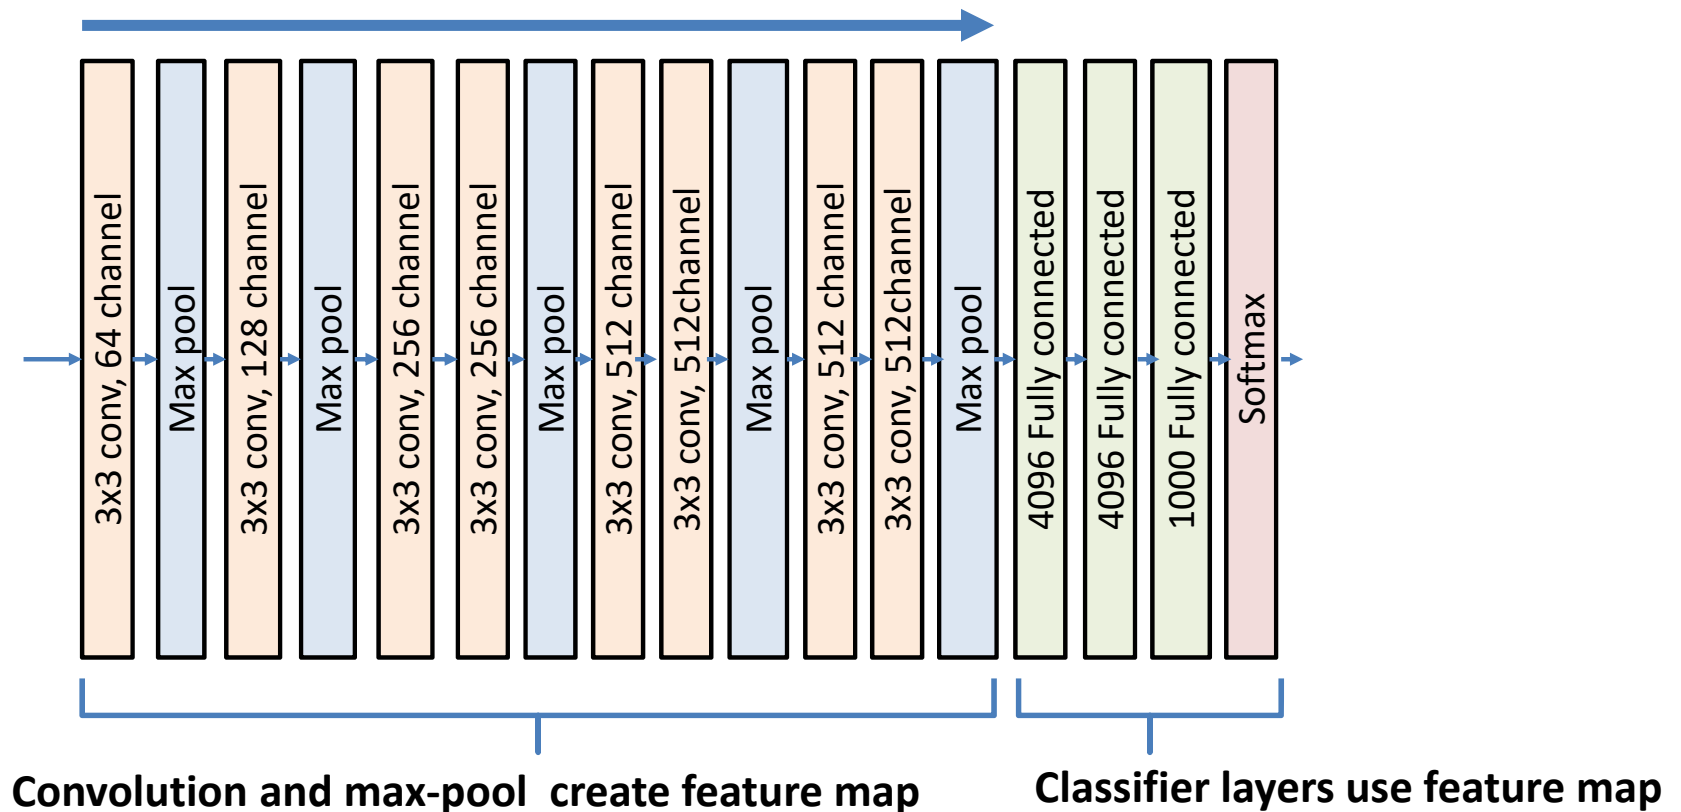 3x3 conv, 64 channel
Max pool
3x3 conv, 128 channel
Max pool
3x3 conv, 256 channel
3x3 conv, 256 channel
Max pool
3x3 conv, 512 channel
3x3 conv, 512channel
Max pool
3x3 conv, 512 channel
3x3 conv, 512channel
Max pool
4096 Fully connected
4096 Fully connected
1000 Fully connected
Softmax
Convolution and max-pool  create feature map
Classifier layers use feature map